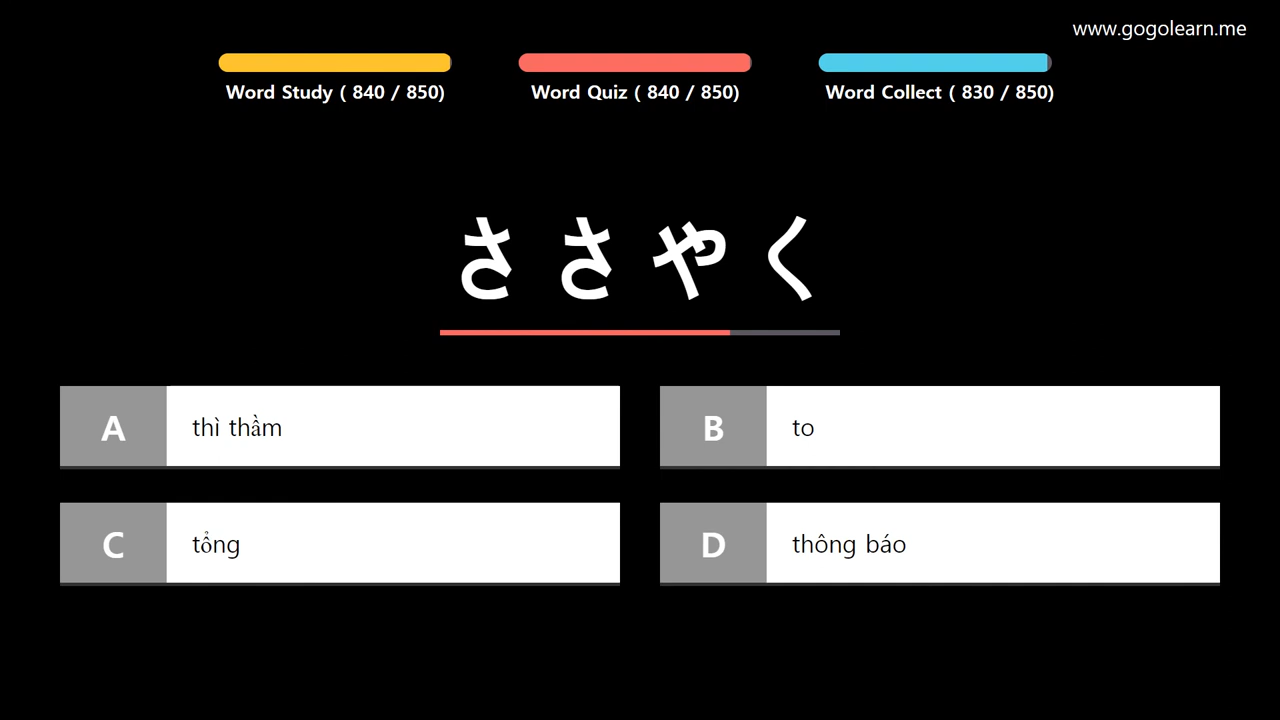 www.gogolearn.me
Word Study ( 840 / 850)
Word Quiz ( 840 / 850)
Word Collect ( 830 / 850)
ささやく
A thì thầm
B to
C tổng
D thông báo